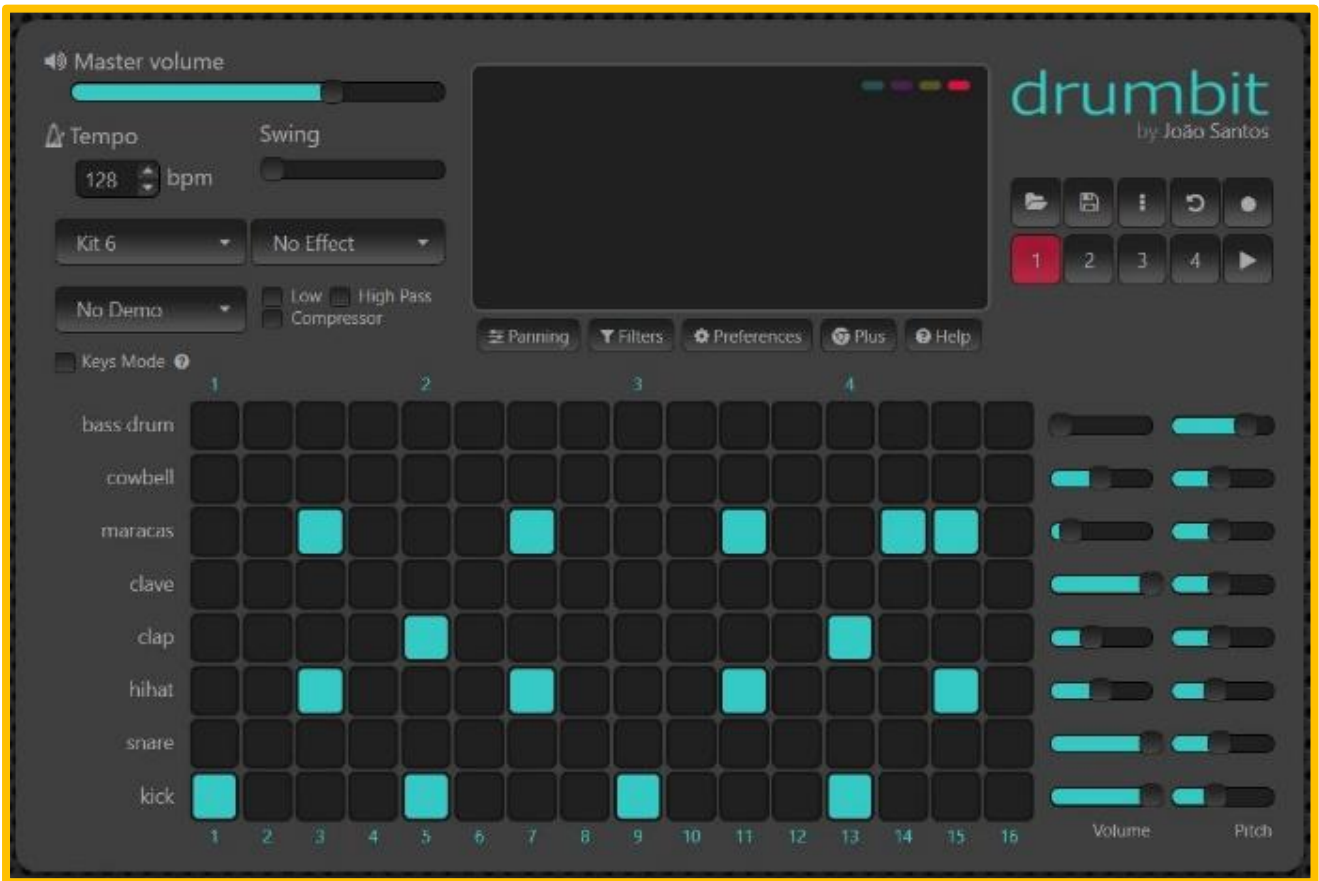 Master volume
drumbit
by João Santos
Tempo
Swing
128 bpm
Kit 6
No Effect
1 2 3 4
No Demo
Low High Pass
Compressor
Panning Filters Preferences Plus Help
Keys Mode
1 2 3 4
bass drum
cowbell
maracas
clave
clap
hihat
snare
kick
1 2 3 4 5 6 7 8 9 10 11 12 13 14 15 16
Volume Pitch